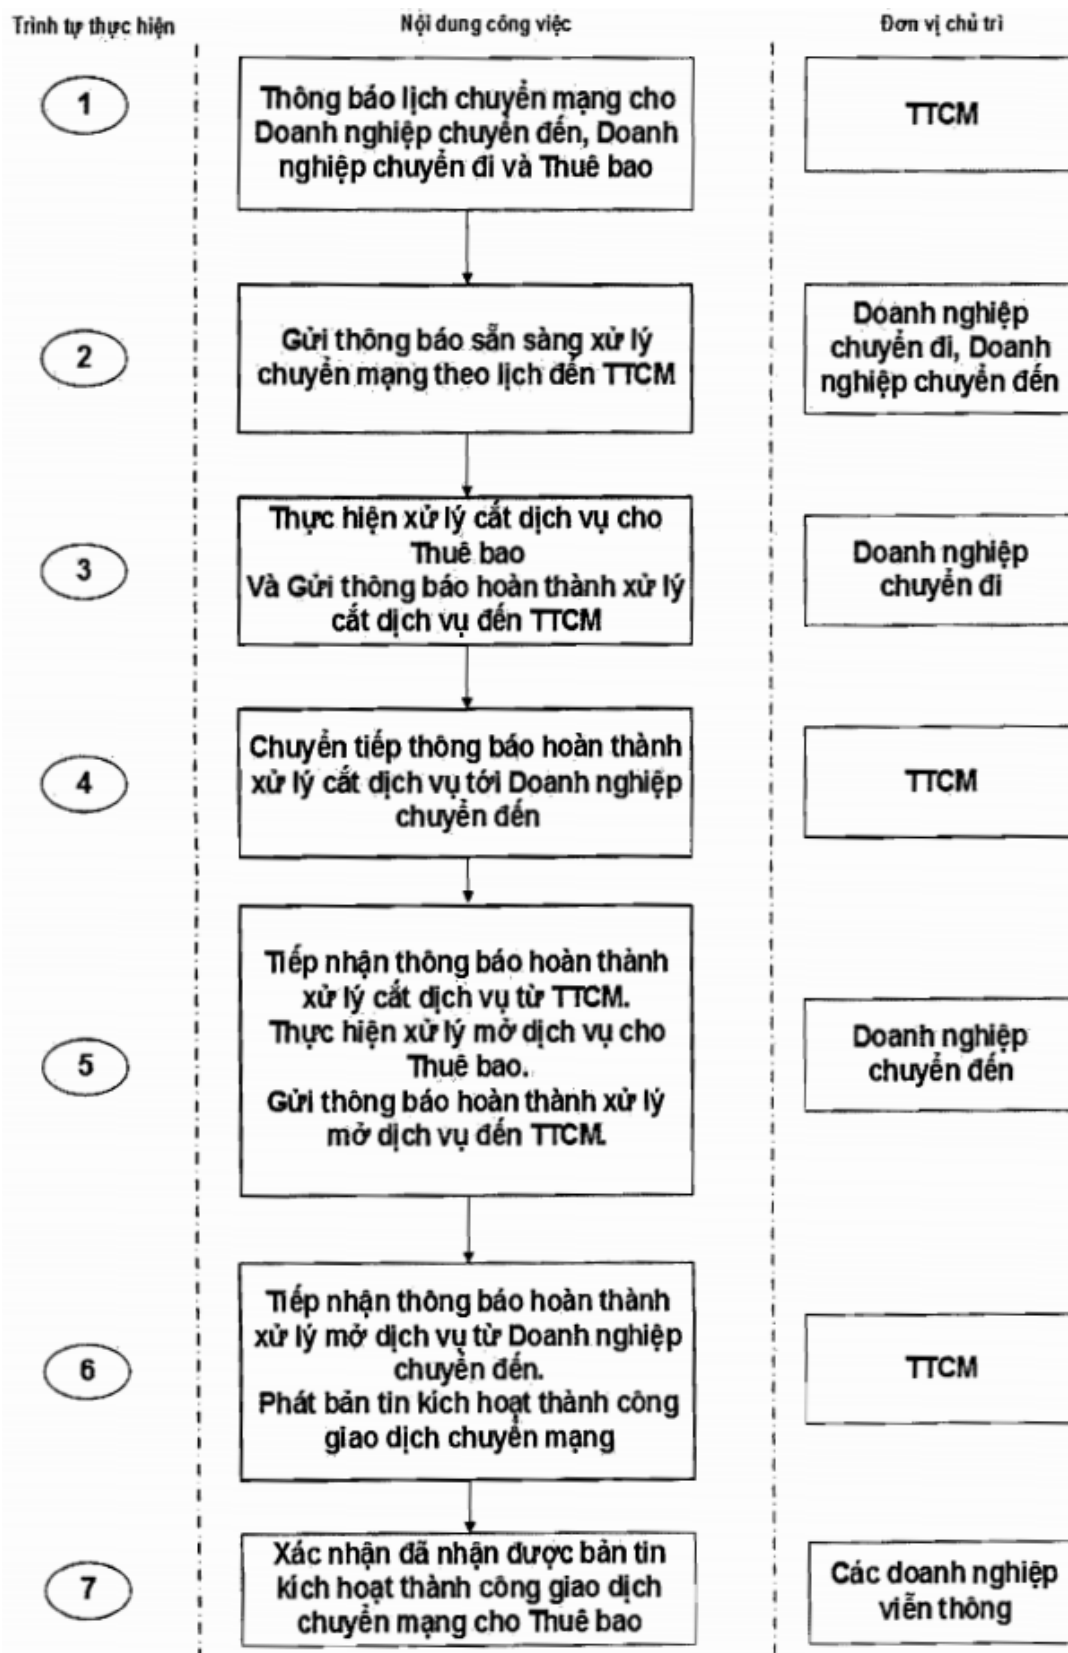 Trình tự thực hiện
Nội dung công việc
Đơn vị chủ trì
1
Thông báo lịch chuyển mạng cho
Doanh nghiệp chuyển đến, Doanh
nghiệp chuyển đi và Thuê bao
TTCM
2
Gửi thông báo sẵn sàng xử lý
chuyển mạng theo lịch đến TTCM
Doanh nghiệp
chuyển đi, Doanh
nghiệp chuyển đến
3
Thực hiện xử lý cắt dịch vụ cho
Thuê bao
Và Gửi thông báo hoàn thành xử lý
cắt dịch vụ đến TTCM
Doanh nghiệp
chuyển đi
4
Chuyển tiếp thông báo hoàn thành
xử lý cắt dịch vụ tới Doanh nghiệp
chuyển đến
TTCM
5
Tiếp nhận thông báo hoàn thành
xử lý cắt dịch vụ từ TTCM.
Thực hiện xử lý mở dịch vụ cho
Thuê bao.
Gửi thông báo hoàn thành xử lý
mở dịch vụ đến TTCM.
Doanh nghiệp
chuyển đến
6
Tiếp nhận thông báo hoàn thành
xử lý mở dịch vụ từ Doanh nghiệp
chuyển đến.
Phát bản tin kích hoạt thành công
giao dịch chuyển mạng
TTCM
7
Xác nhận đã nhận được bản tin
kích hoạt thành công giao dịch
chuyển mạng cho Thuê bao
Các doanh nghiệp
viễn thông